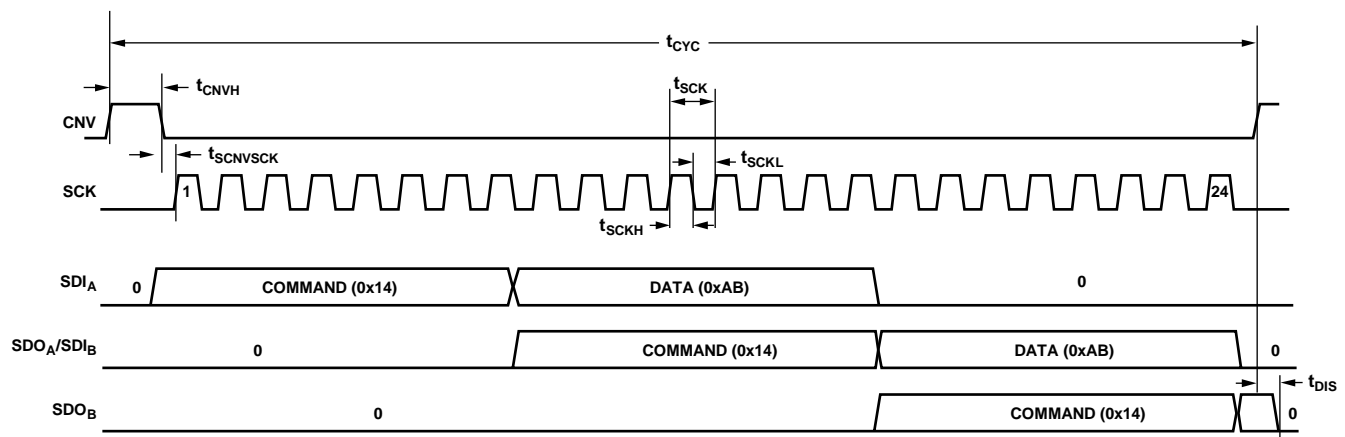 tCYC
tCNVH
tSCK
CNV
tSCNVSCK
tSCKL
SCK
1
24
tSCKH
SDIA
0
COMMAND (0x14)
DATA (0xAB)
0
SDOA/SDIB
0
COMMAND (0x14)
DATA (0xAB)
0
tDIS
SDOB
0
COMMAND (0x14)
0